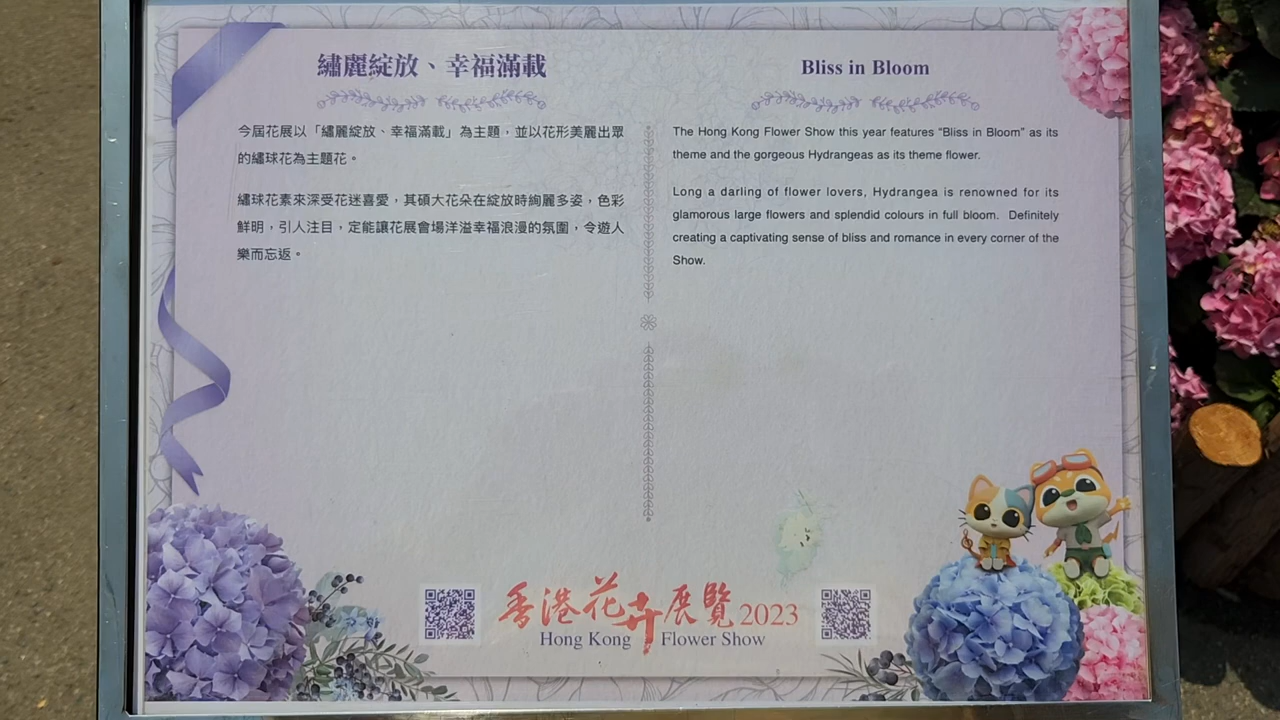 繡麗綻放、幸福滿載
今屆花展以「繡麗綻放、幸福滿載」為主題，並以花形美麗出眾
的繡球花為主題花。
繡球花素來深受花迷喜愛，其碩大花朵在綻放時絢麗多姿，色彩
鮮明，引人注目，定能讓花展會場洋溢幸福浪漫的氛圍，令遊人
樂而忘返。
Bliss in Bloom
The Hong Kong Flower Show this year features “Bliss in Bloom” as its
theme and the gorgeous Hydrangeas as its theme flower.
Long a darling of flower lovers, Hydrangea is renowned for its
glamorous large flowers and splendid colours in full bloom.  Definitely
creating a captivating sense of bliss and romance in every corner of the
Show.
香港花卉展覽2023
Hong Kong Flower Show